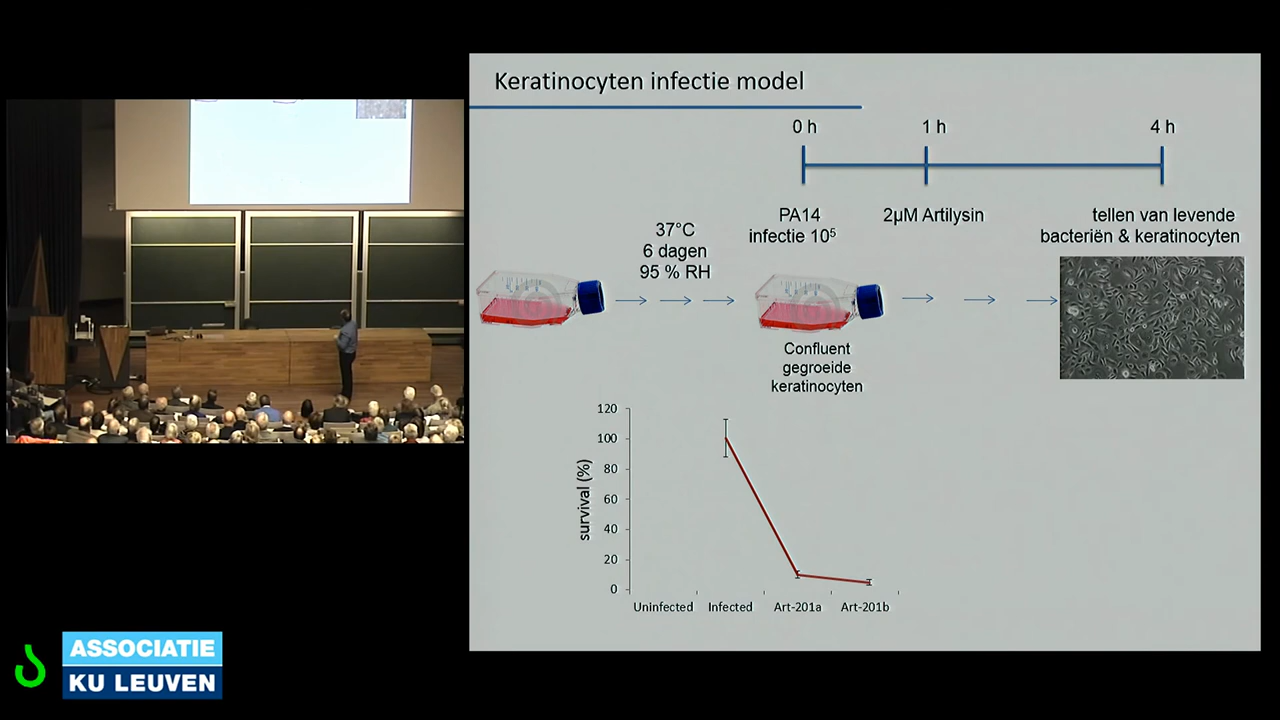 Keratinocyten infectie model
0 h
1 h
4 h
PA14
infectie 10⁵
2µM Artilysin
tellen van levende
bacteriën & keratinocyten
37°C
6 dagen
95 % RH
Confluent
gegroeide
keratinocyten
survival (%)
120
100
80
60
40
20
0
Uninfected
Infected
Art-201a
Art-201b
ASSOCIATIE
KU LEUVEN